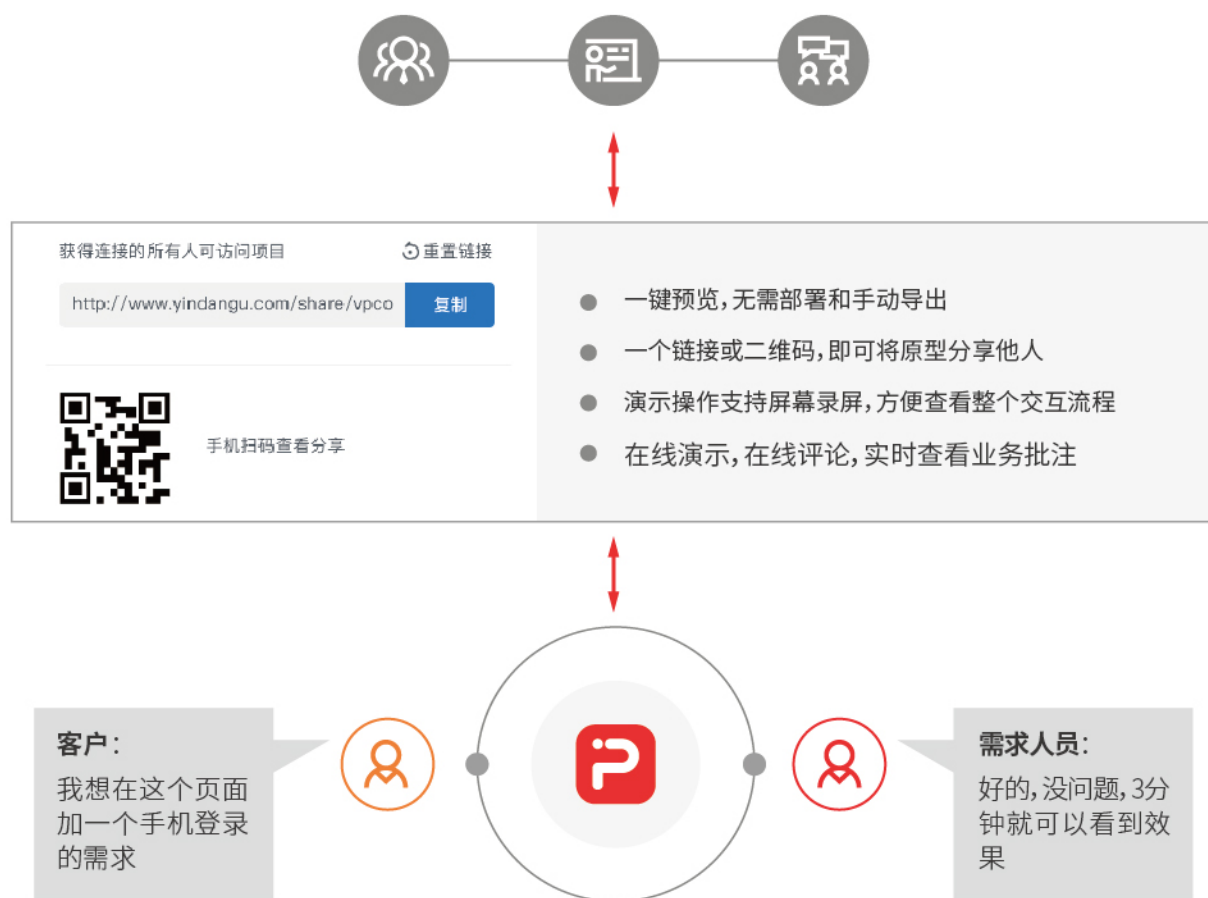 获得连接的所有人可访问项目
重置链接
http://www.yindangu.com/share/vpco
复制
手机扫码查看分享
一键预览,无需部署和手动导出
一个链接或二维码,即可将原型分享他人
演示操作支持屏幕录屏,方便查看整个交互流程
在线演示,在线评论,实时查看业务批注
客户:
我想在这个页面
加一个手机登录
的需求
需求人员:
好的,没问题,3分
钟就可以看到效
果